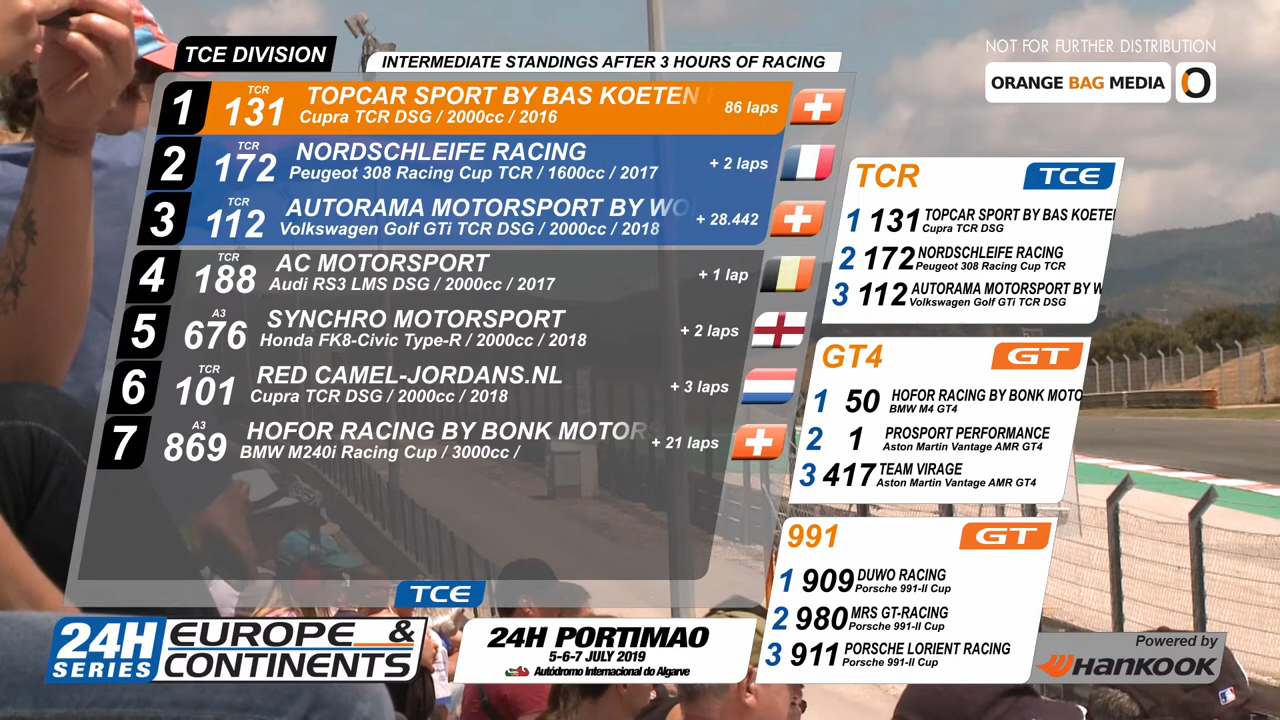 TCE DIVISION
INTERMEDIATE STANDINGS AFTER 3 HOURS OF RACING
1 TCR 131 TOPCAR SPORT BY BAS KOETEN 86 laps
Cupra TCR DSG / 2000cc / 2016
2 TCR 172 NORDSCHLEIFE RACING + 2 laps
Peugeot 308 Racing Cup TCR / 1600cc / 2017
3 TCR 112 AUTORAMA MOTORSPORT BY WO + 28.442
Volkswagen Golf GTi TCR DSG / 2000cc / 2018
4 TCR 188 AC MOTORSPORT + 1 lap
Audi RS3 LMS DSG / 2000cc / 2017
5 A3 676 SYNCHRO MOTORSPORT + 2 laps
Honda FK8-Civic Type-R / 2000cc / 2018
6 TCR 101 RED CAMEL-JORDANS.NL + 3 laps
Cupra TCR DSG / 2000cc / 2018
7 A3 869 HOFOR RACING BY BONK MOTOR + 21 laps
BMW M240i Racing Cup / 3000cc /
TCE
NOT FOR FURTHER DISTRIBUTION
ORANGE BAG MEDIA
TCR TCE
1 131 TOPCAR SPORT BY BAS KOETE
Cupra TCR DSG
2 172 NORDSCHLEIFE RACING
Peugeot 308 Racing Cup TCR
3 112 AUTORAMA MOTORSPORT BY W
Volkswagen Golf GTi TCR DSG
GT4 GT
1 50 HOFOR RACING BY BONK MOTO
BMW M4 GT4
2 1 PROSPORT PERFORMANCE
Aston Martin Vantage AMR GT4
3 417 TEAM VIRAGE
Aston Martin Vantage AMR GT4
991 GT
1 909 DUWO RACING
Porsche 991-II Cup
2 980 MRS GT-RACING
Porsche 991-II Cup
3 911 PORSCHE LORIENT RACING
Porsche 991-II Cup
24H SERIES
EUROPE & CONTINENTS
24H PORTIMAO
5-6-7 JULY 2019
Autódromo Internacional do Algarve
Powered by
HANKOOK